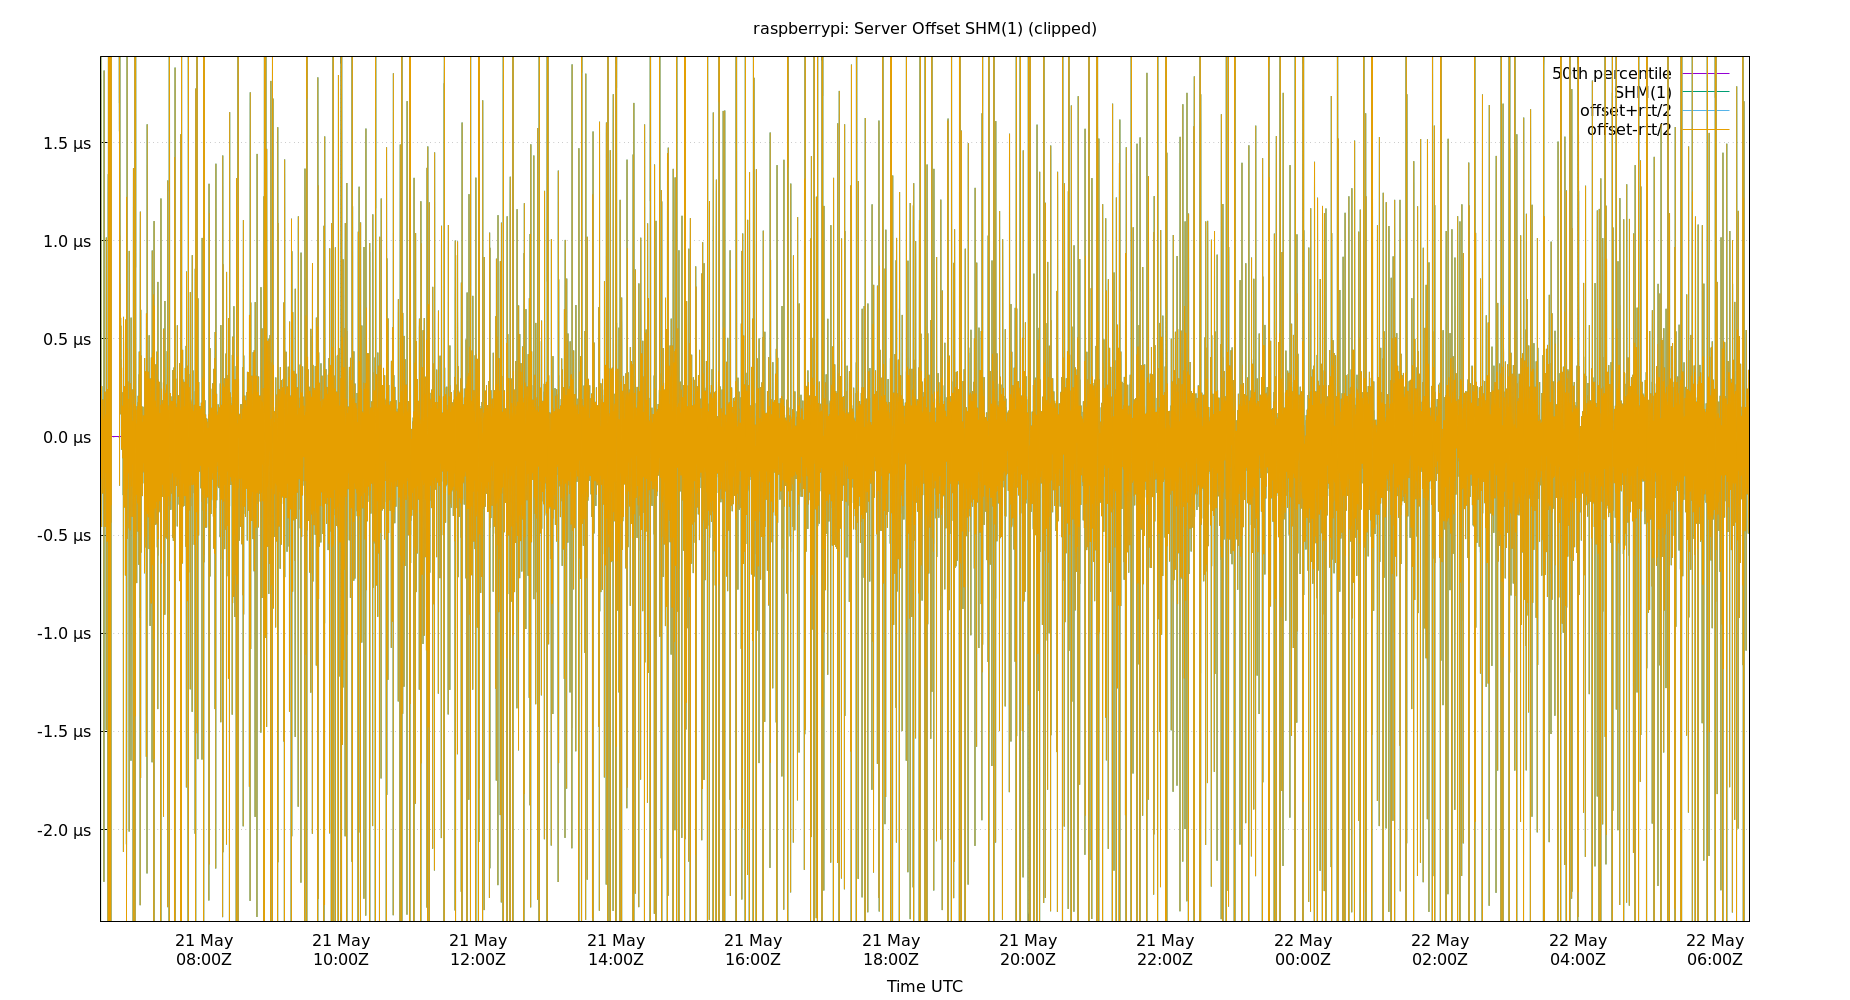 raspberrypi: Server Offset SHM(1) (clipped)
50th percentile
SHM(1)
offset+rtt/2
offset-rtt/2
1.5 µs
1.0 µs
0.5 µs
0.0 µs
-0.5 µs
-1.0 µs
-1.5 µs
-2.0 µs
21 May 21 May 21 May 21 May 21 May 21 May 21 May 21 May 22 May 22 May 22 May 22 May
08:00Z 10:00Z 12:00Z 14:00Z 16:00Z 18:00Z 20:00Z 22:00Z 00:00Z 02:00Z 04:00Z 06:00Z
Time UTC